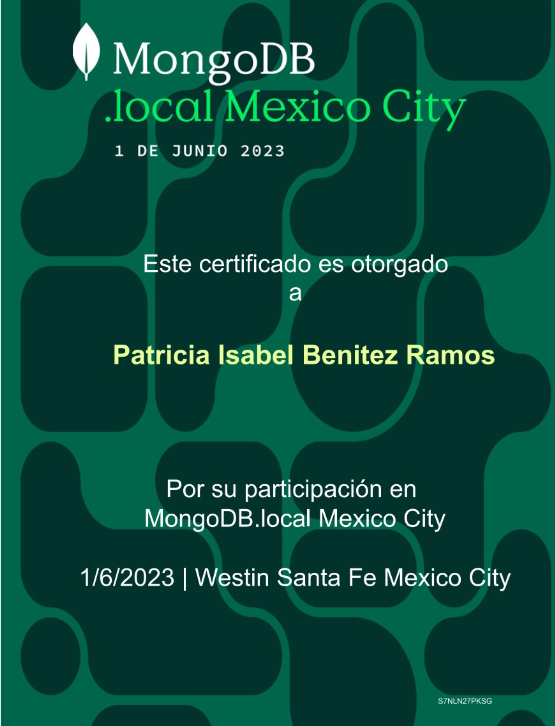 MongoDB
.local Mexico City
1 DE JUNIO 2023
Este certificado es otorgado
a
Patricia Isabel Benitez Ramos
Por su participación en
MongoDB.local Mexico City
1/6/2023 | Westin Santa Fe Mexico City
S7NLN27PKSG